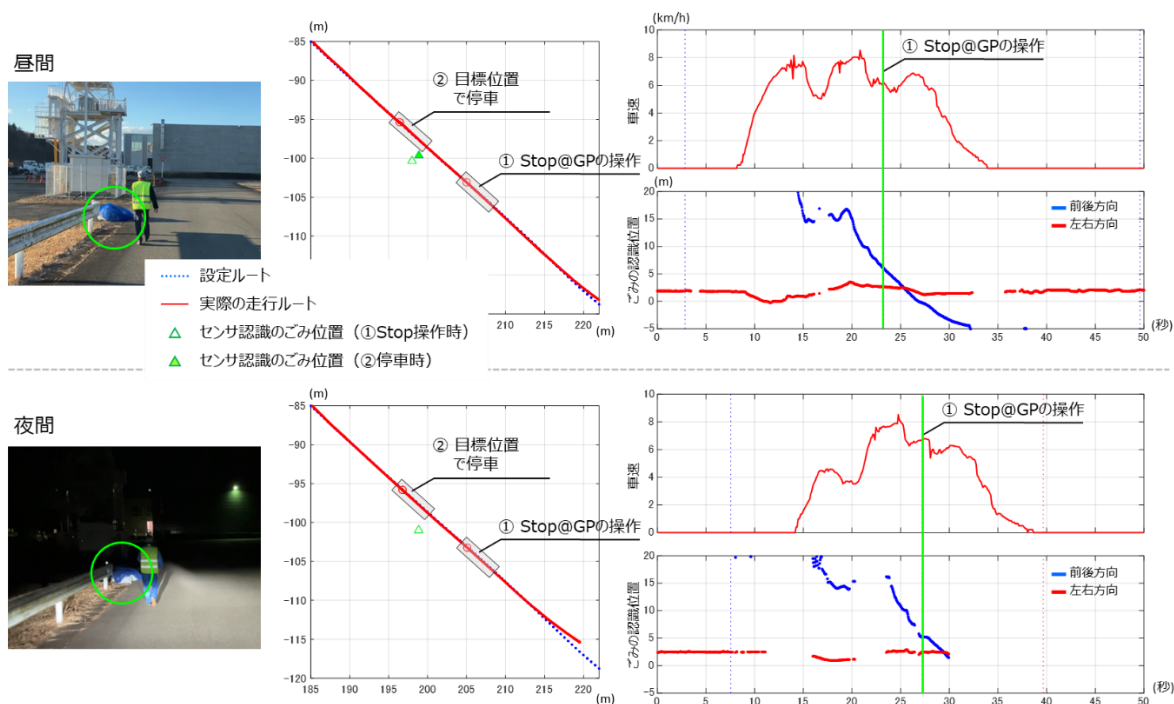 昼間
(m)
-85
-90
-95
-100
-105
-110
② 目標位置
で停車
① Stop@GPの操作
205
210
215
220
(m)
設定ルート
実際の走行ルート
センサ認識のごみ位置（①Stop操作時）
センサ認識のごみ位置（②停車時）
(km/h)
10
8
6
4
2
0
車速
① Stop@GPの操作
(m)
20
15
10
5
0
-5
ごみの認識位置
前後方向
左右方向
0 5 10 15 20 25 30 35 40 45 50
(秒)
夜間
(m)
-85
-90
-95
-100
-105
-110
-115
-120
② 目標位置
で停車
① Stop@GPの操作
185 190 195 200 205 210 215 220
(m)
10
8
6
4
2
0
車速
① Stop@GPの操作
20
15
10
5
0
-5
ごみの認識位置
前後方向
左右方向
0 5 10 15 20 25 30 35 40 45 50
(秒)